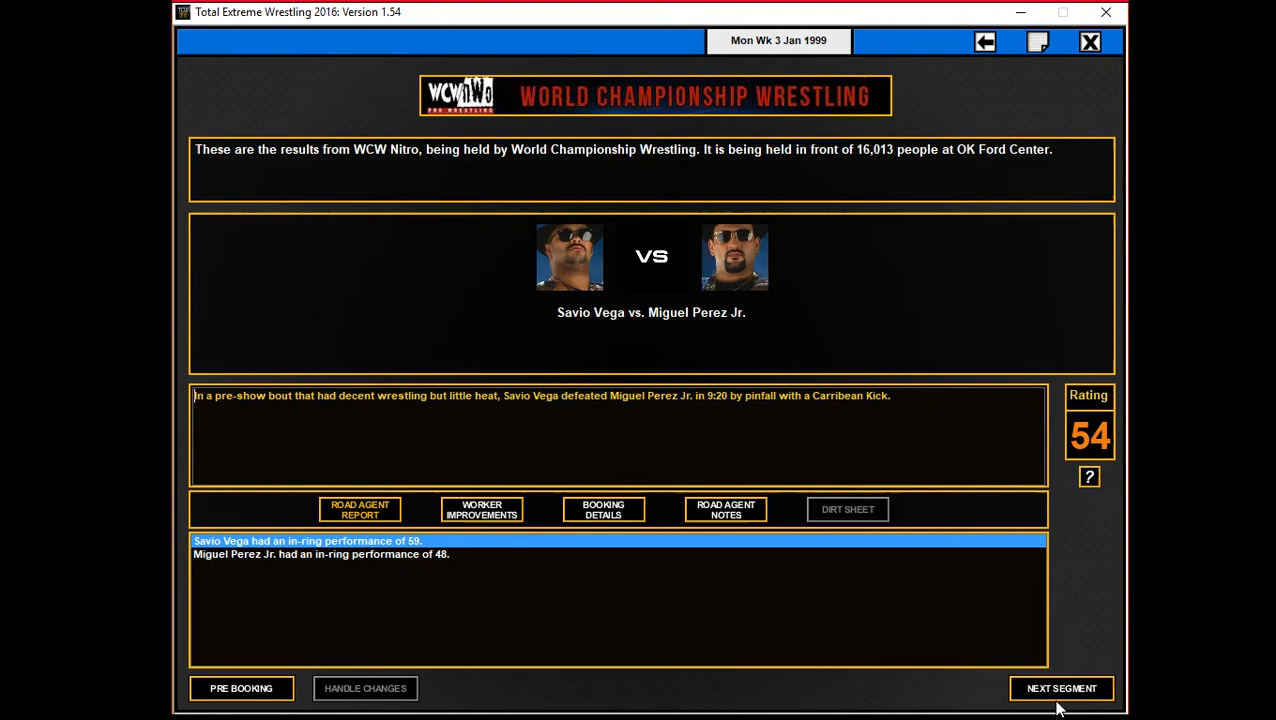 Total Extreme Wrestling 2016: Version 1.54
Mon Wk 3 Jan 1999
WCW nWo
PRO WRESTLING
WORLD CHAMPIONSHIP WRESTLING
These are the results from WCW Nitro, being held by World Championship Wrestling. It is being held in front of 16,013 people at OK Ford Center.
VS
Savio Vega vs. Miguel Perez Jr.
In a pre-show bout that had decent wrestling but little heat, Savio Vega defeated Miguel Perez Jr. in 9:20 by pinfall with a Carribean Kick.
Rating
54
?
ROAD AGENT REPORT
WORKER IMPROVEMENTS
BOOKING DETAILS
ROAD AGENT NOTES
DIRT SHEET
Savio Vega had an in-ring performance of 59.
Miguel Perez Jr. had an in-ring performance of 48.
PRE BOOKING
HANDLE CHANGES
NEXT SEGMENT